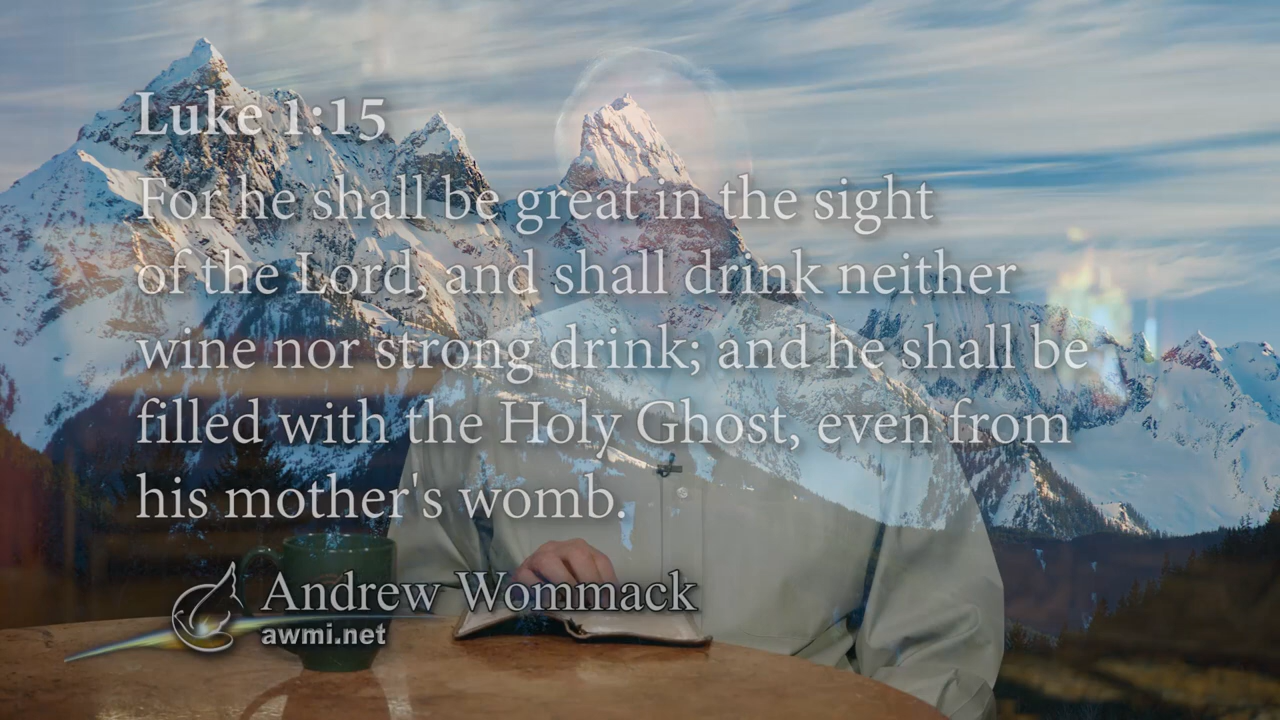 Luke 1:15
For he shall be great in the sight
of the Lord, and shall drink neither
wine nor strong drink; and he shall be
filled with the Holy Ghost, even from
his mother's womb.
Andrew Wommack
awmi.net